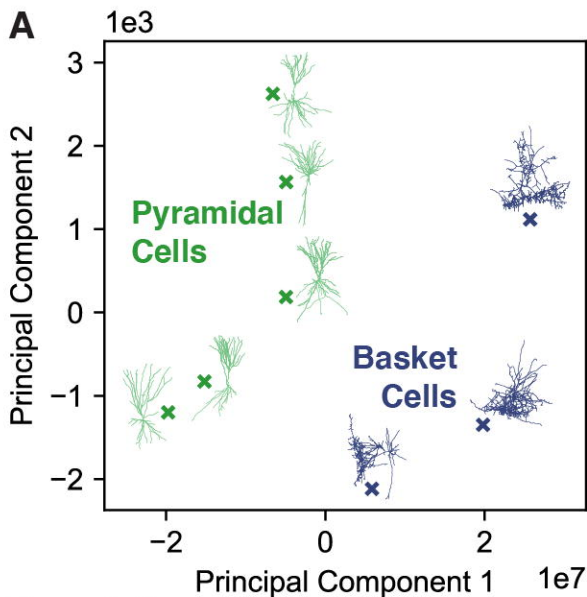 A
1e3
Principal Component 2
3
2
1
0
−1
−2
Pyramidal
Cells
Basket
Cells
−2
0
2
Principal Component 1
1e7